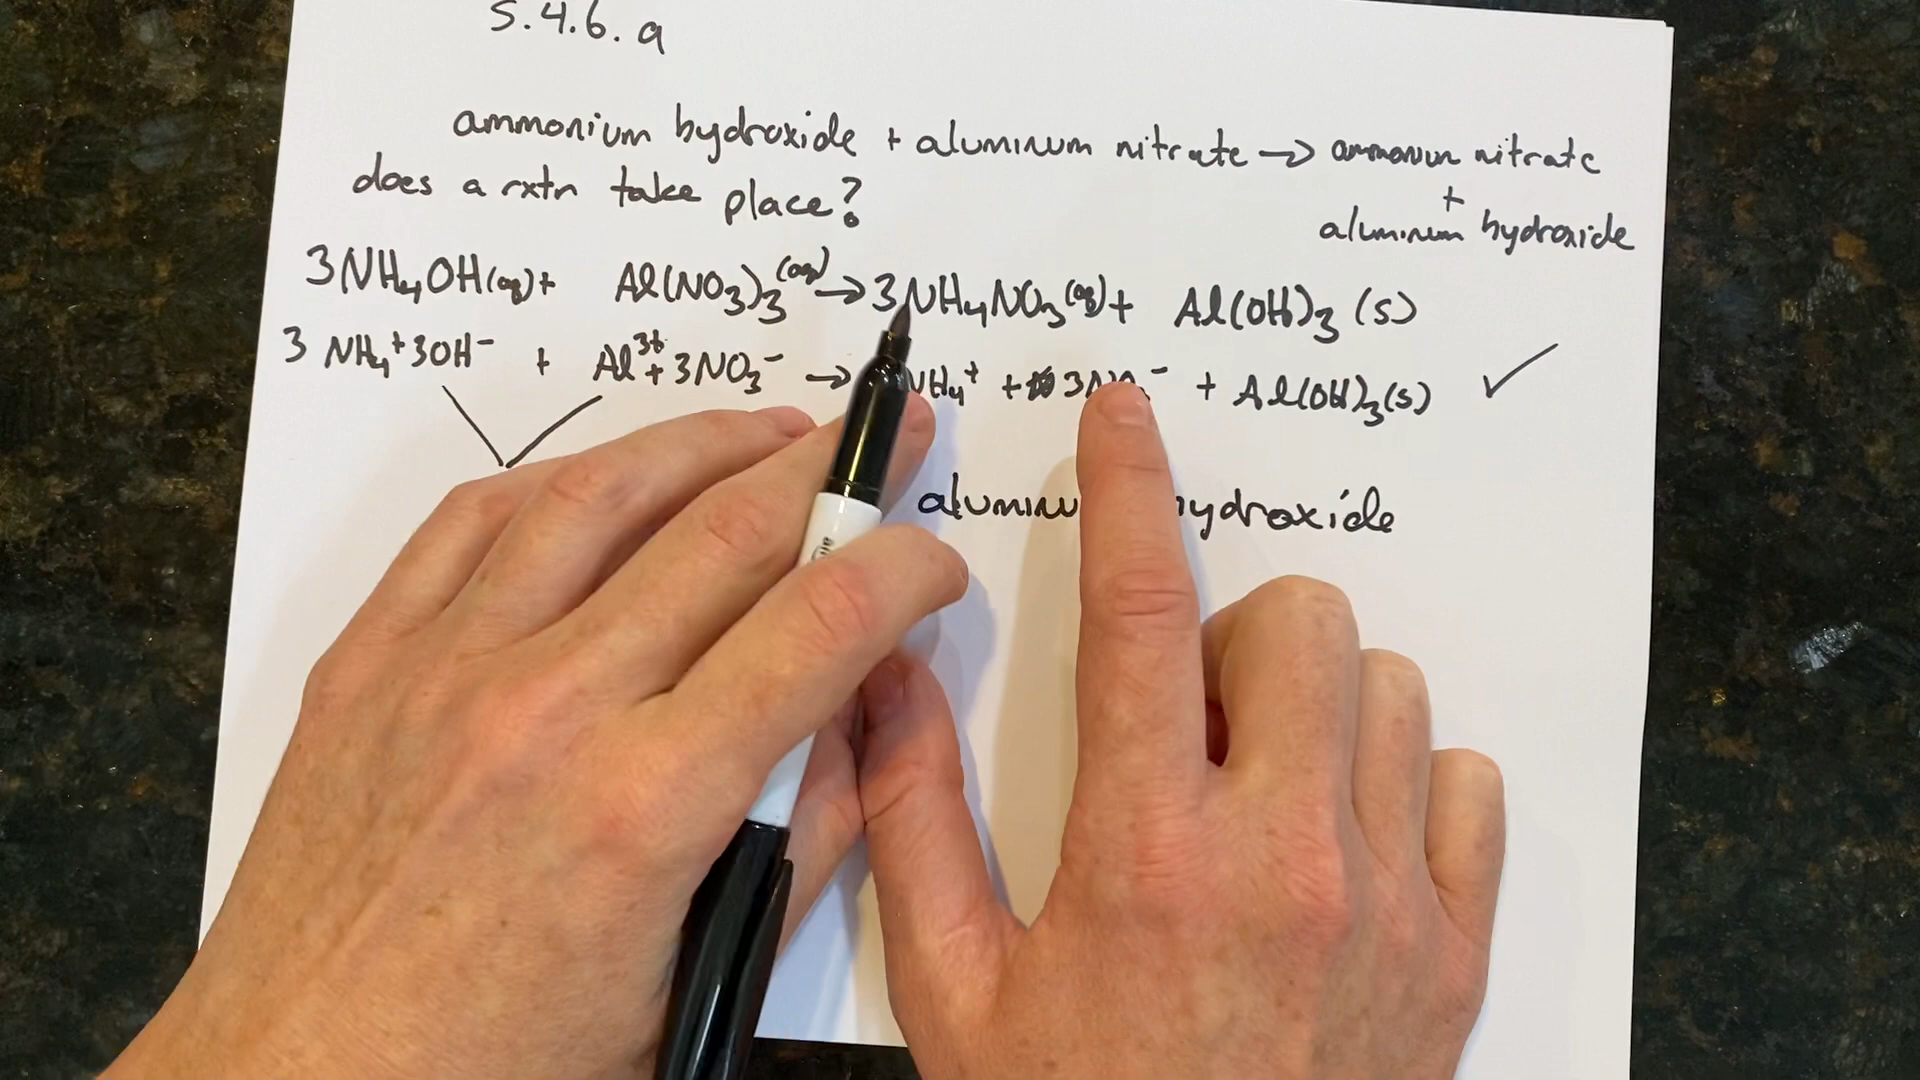 5.4.6.a
ammonium hydroxide + aluminum nitrate → ammonium nitrate
+
does a rxtn take place?
aluminum hydroxide
3NH₄OH(aq) + Al(NO₃)₃(aq) → 3NH₄NO₃(aq) + Al(OH)₃(s)
3 NH₄⁺ 3OH⁻ + Al³⁺ + 3NO₃⁻ → NH₄⁺ + 3NO₃⁻ + Al(OH)₃(s) ✓
hydroxide